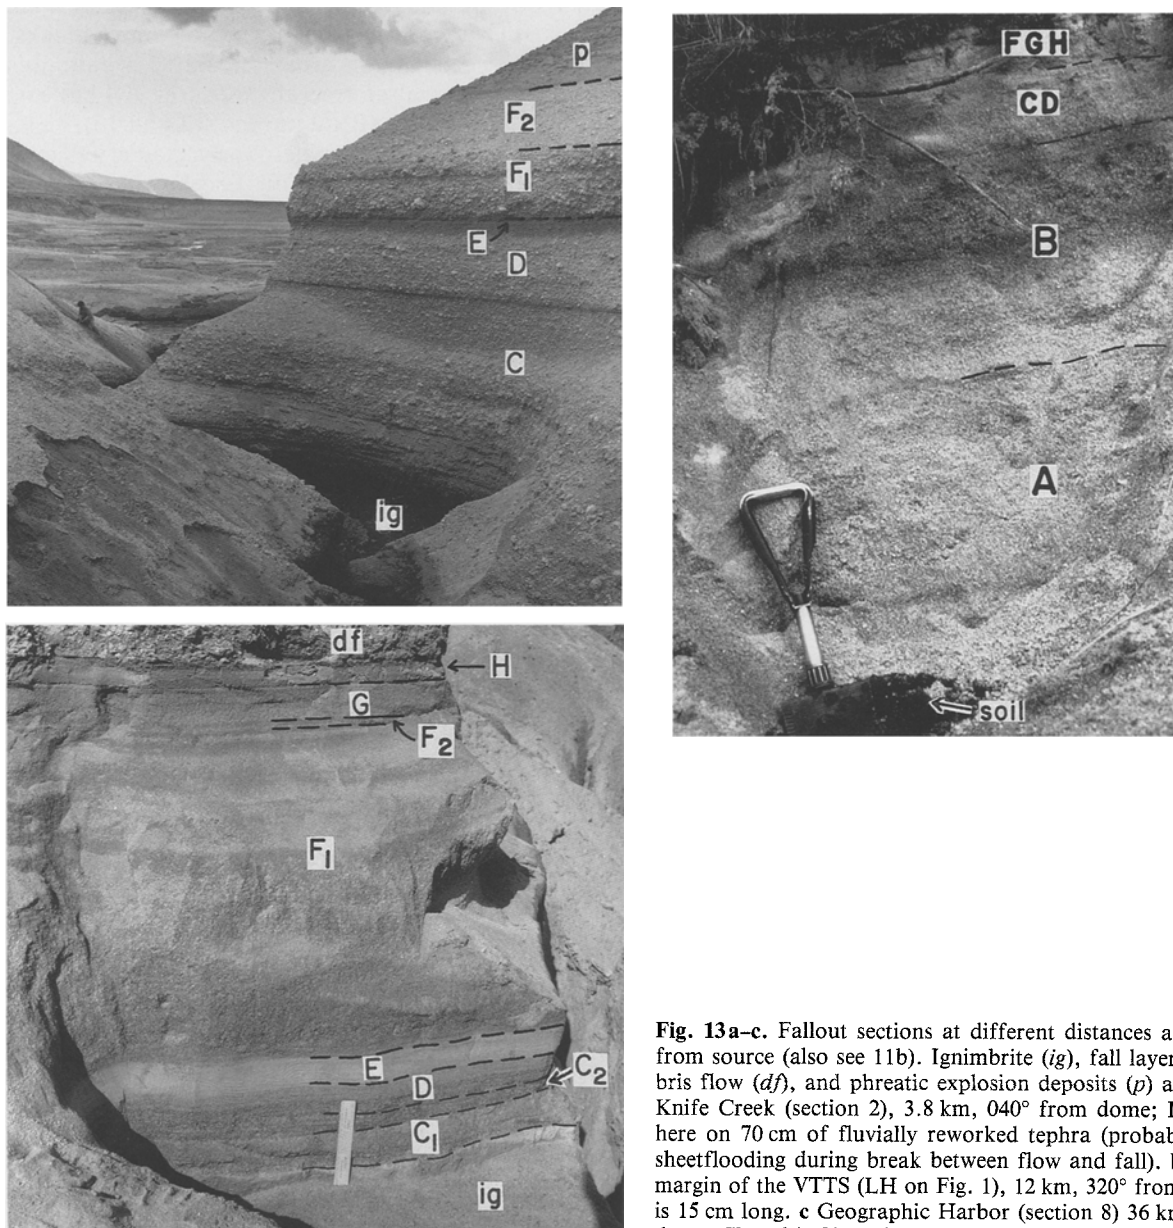 p
F2
F1
E
D
C
ig
FGH
CD
B
A
soil
df
H
G
F2
F1
E
D
C2
C1
ig
Fig. 13a–c. Fallout sections at different distances a
from source (also see 11b). Ignimbrite (ig), fall layer
bris flow (df), and phreatic explosion deposits (p) a
Knife Creek (section 2), 3.8 km, 040° from dome;
here on 70 cm of fluvially reworked tephra (probab
sheetflooding during break between flow and fall).
margin of the VTTS (LH on Fig. 1), 12 km, 320° from
is 15 cm long. c Geographic Harbor (section 8) 36 k